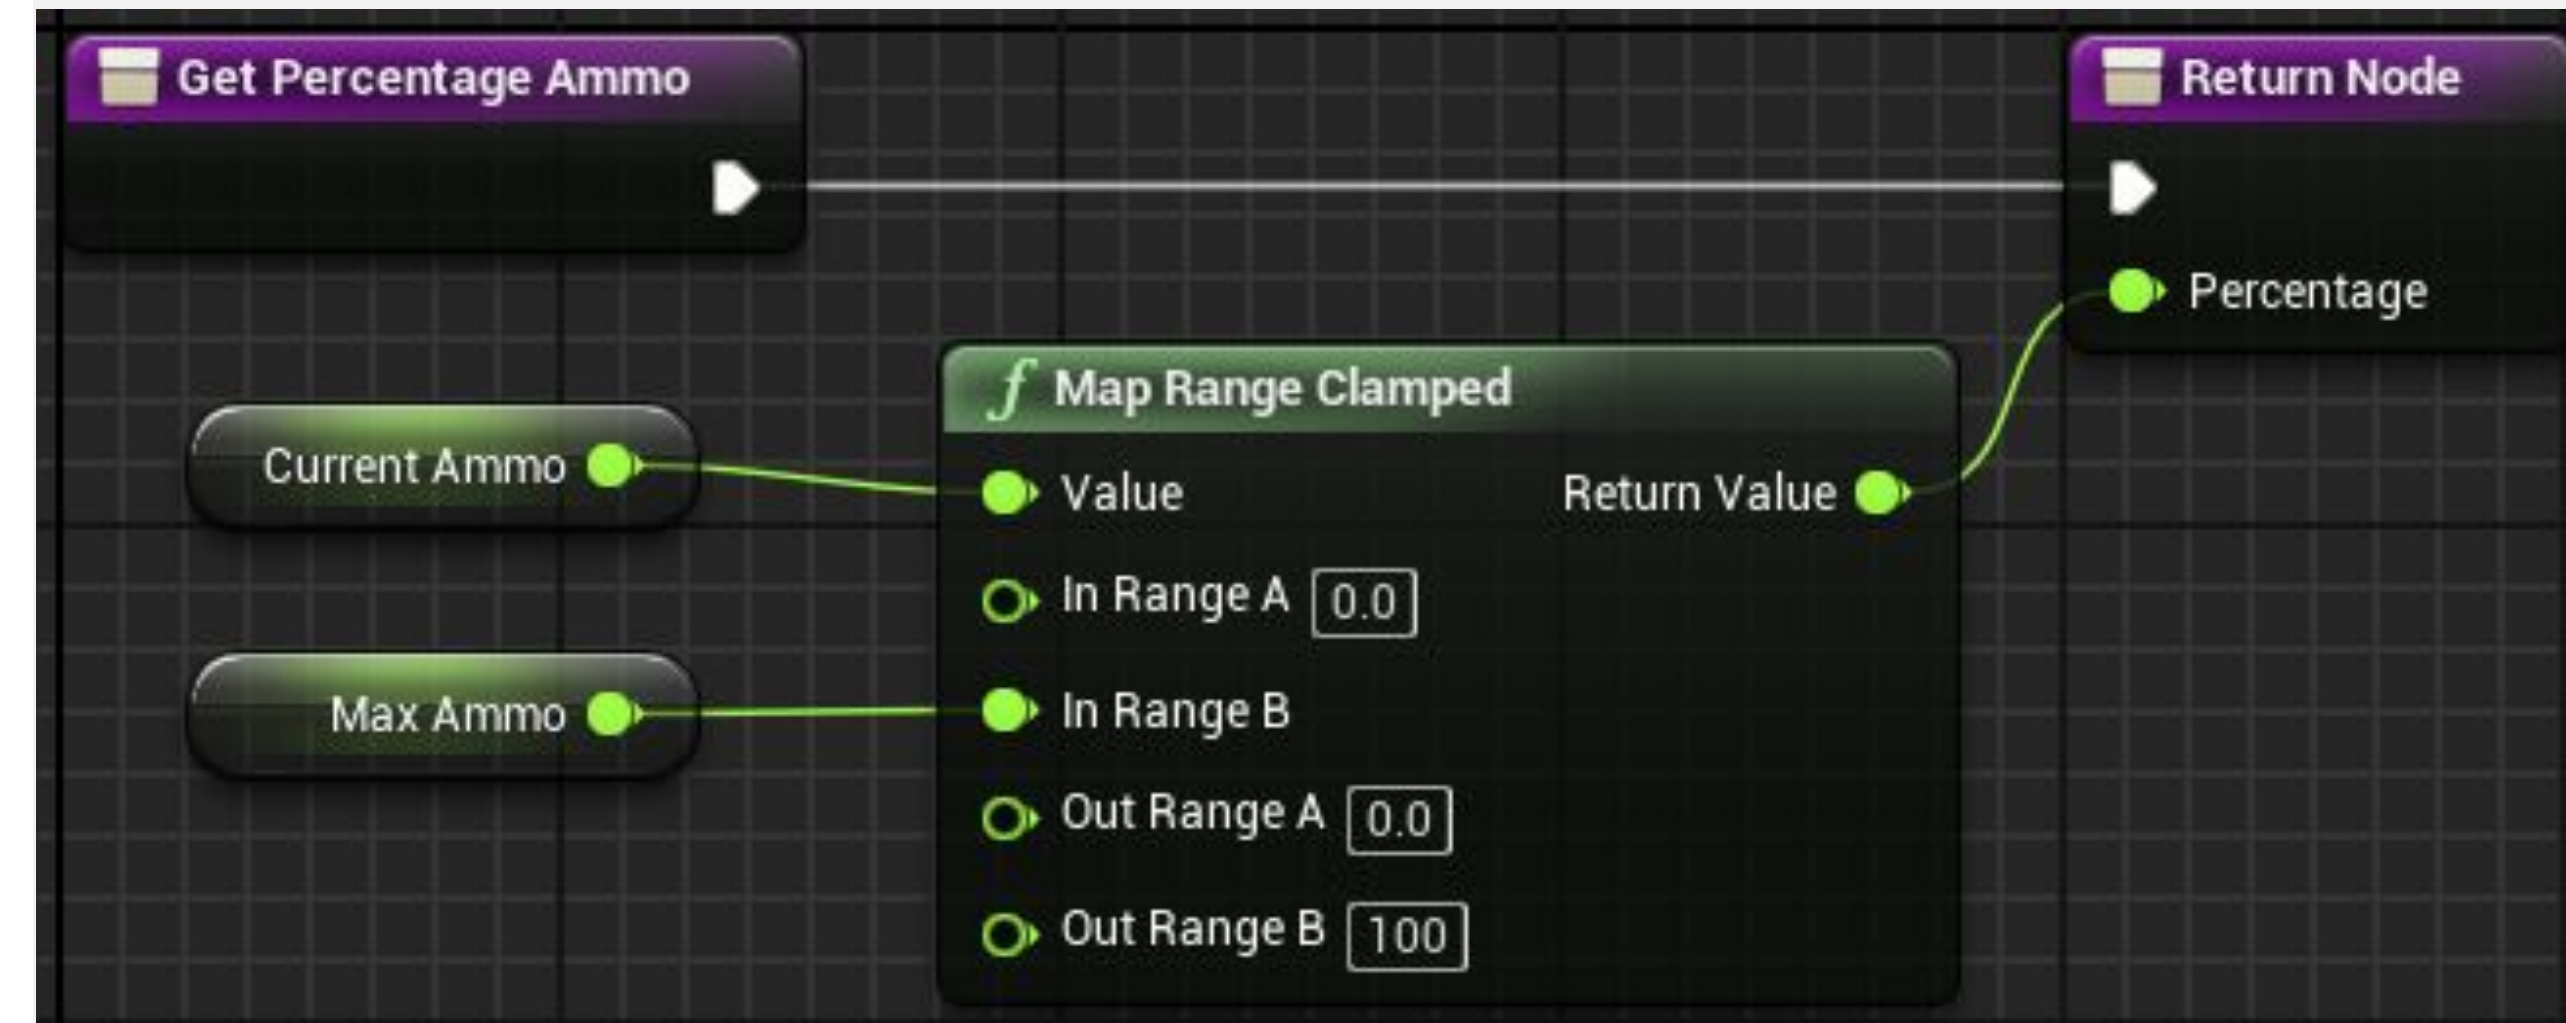 Get Percentage Ammo
Return Node
Percentage
Map Range Clamped
Current Ammo
Value
Return Value
In Range A 0.0
Max Ammo
In Range B
Out Range A 0.0
Out Range B 100